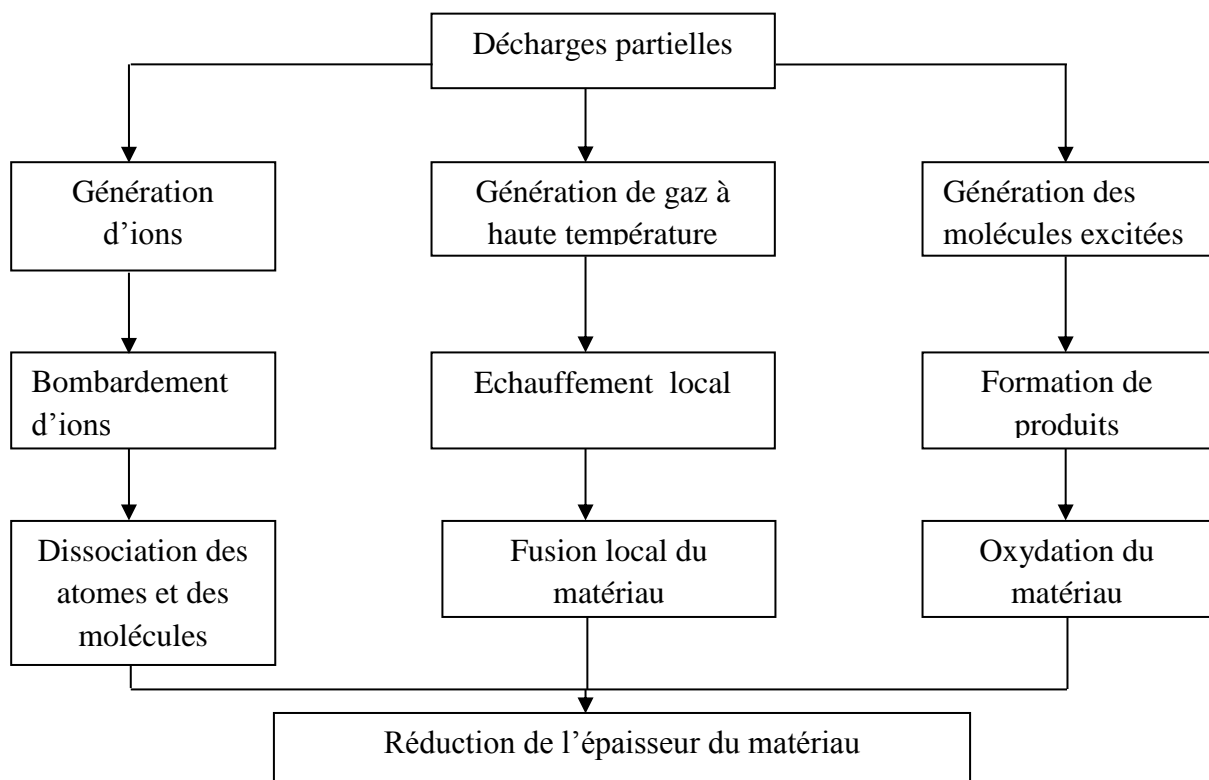 Décharges partielles
Génération
d'ions
Génération de gaz à
haute température
Génération des
molécules excitées
Bombardement
d'ions
Echauffement local
Formation de
produits
Dissociation des
atomes et des
molécules
Fusion local du
matériau
Oxydation du
matériau
Réduction de l'épaisseur du matériau